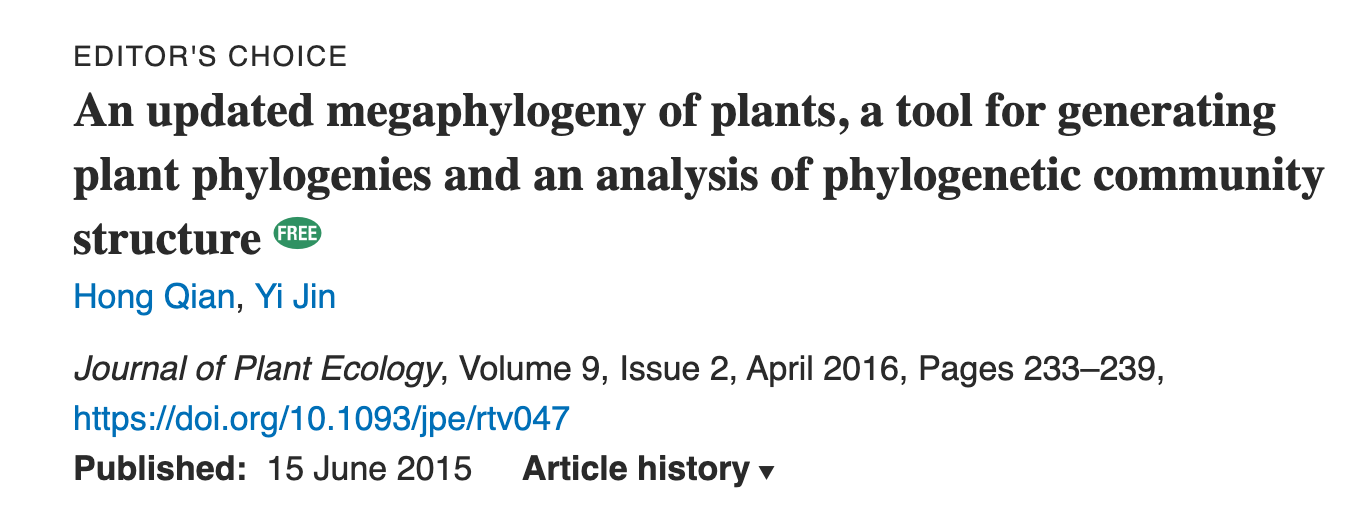 EDITOR'S CHOICE
An updated megaphylogeny of plants, a tool for generating
plant phylogenies and an analysis of phylogenetic community
structure FREE
Hong Qian, Yi Jin
Journal of Plant Ecology, Volume 9, Issue 2, April 2016, Pages 233–239,
https://doi.org/10.1093/jpe/rtv047
Published: 15 June 2015 Article history ▼